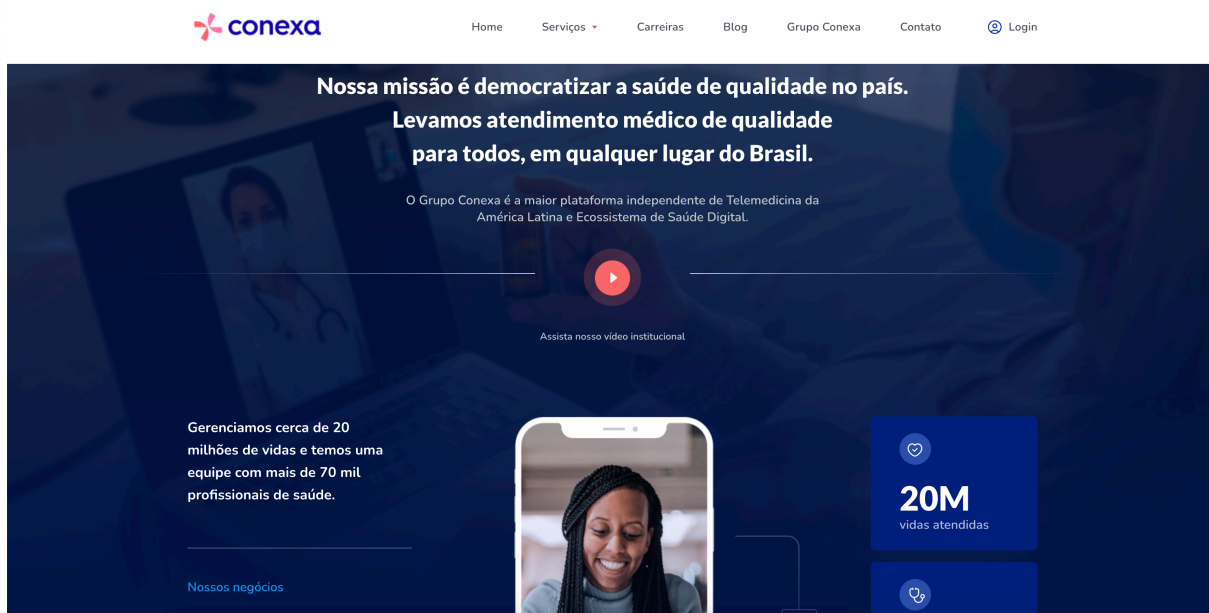 conexa
Home
Serviços
Carreiras
Blog
Grupo Conexa
Contato
Login
Nossa missão é democratizar a saúde de qualidade no país.
Levamos atendimento médico de qualidade
para todos, em qualquer lugar do Brasil.
O Grupo Conexa é a maior plataforma independente de Telemedicina da
América Latina e Ecossistema de Saúde Digital.
Assista nosso vídeo institucional
Gerenciamos cerca de 20
milhões de vidas e temos uma
equipe com mais de 70 mil
profissionais de saúde.
Nossos negócios
20M
vidas atendidas